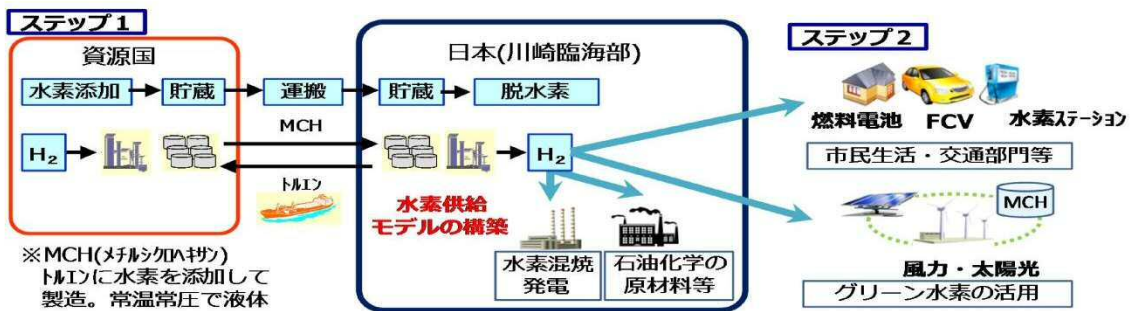 ステップ1
資源国
水素添加
貯蔵
運搬
H₂
MCH
トルエン
※MCH(メチルシクロヘキサン)
トルエンに水素を添加して
製造。常温常圧で液体
日本(川崎臨海部)
貯蔵
脱水素
H₂
水素供給
モデルの構築
水素混焼
発電
石油化学の
原材料等
ステップ2
燃料電池
FCV
水素ステーション
市民生活・交通部門等
MCH
風力・太陽光
グリーン水素の活用